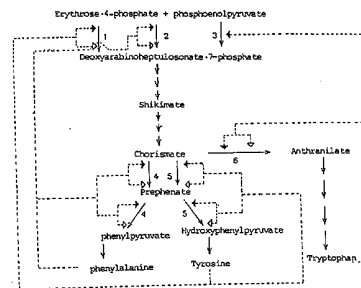 Erythrose-4-phosphate + phosphoenolpyruvate
1 2 3
Deoxyarabinoheptulosonate-7-phosphate
Shikimate
Chorismate
6 Anthranilate
4 5
Prephenate
4 5
phenylpyruvate Hydroxyphenylpyruvate
phenylalanine Tyrosine Tryptophan